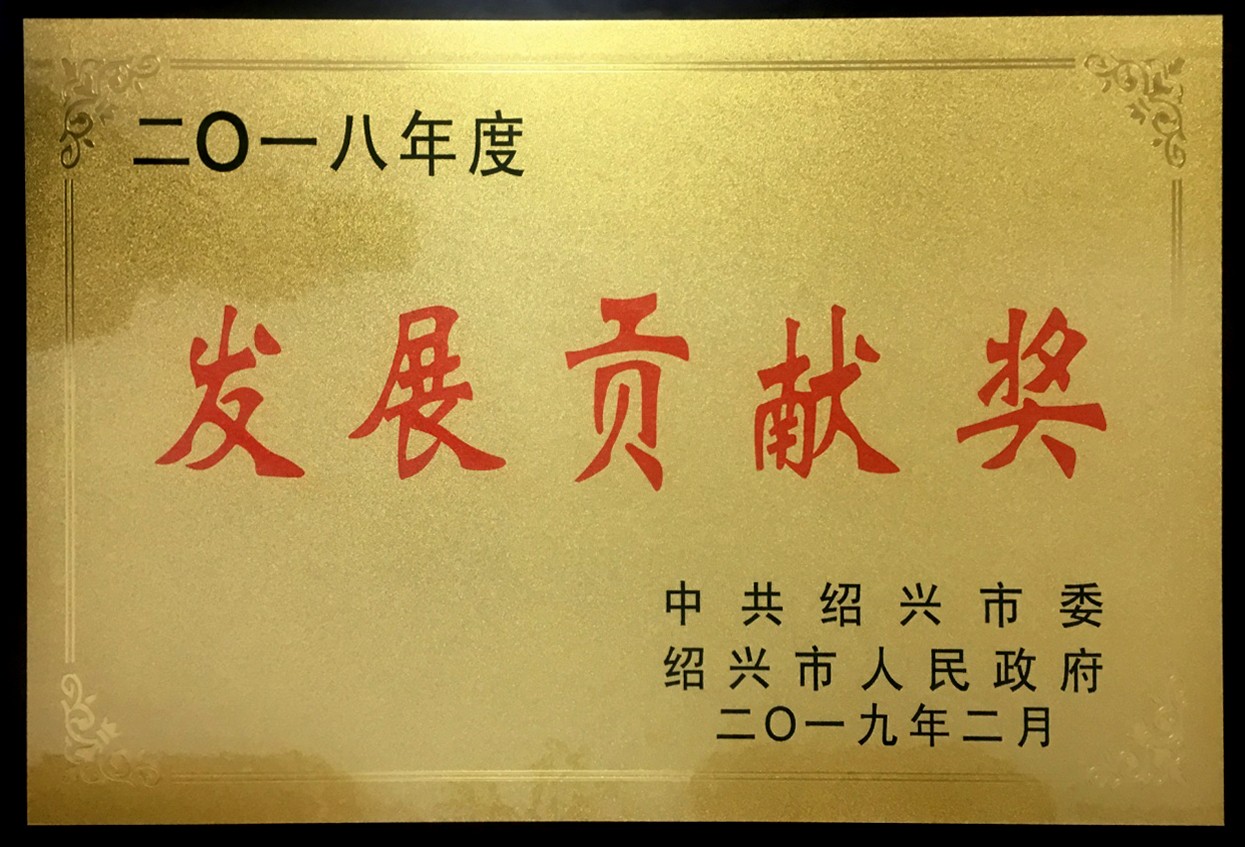 二〇一八年度
发展贡献奖
中共绍兴市委
绍兴市人民政府
二〇一九年二月